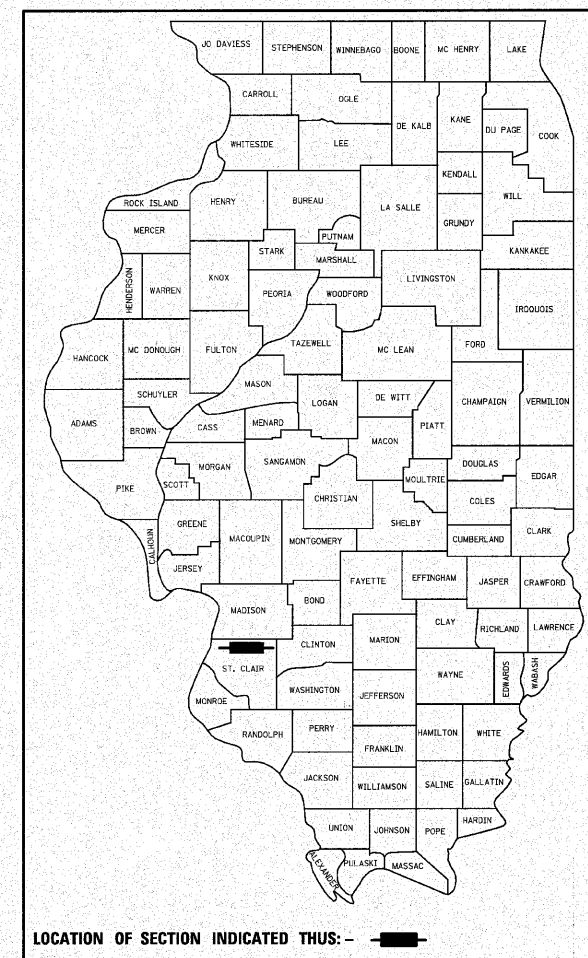 JO DAVIESS
STEPHENSON
WINNEBAGO
BOONE
MC HENRY
LAKE
CARROLL
OGLE
DE KALB
KANE
DU PAGE
COOK
WHITESIDE
LEE
KENDALL
WILL
ROCK ISLAND
HENRY
BUREAU
LA SALLE
GRUNDY
MERCER
PUTNAM
STARK
MARSHALL
KANKAKEE
HENDERSON
WARREN
KNOX
PEORIA
WOODFORD
LIVINGSTON
IROQUOIS
HANCOCK
MC DONOUGH
FULTON
TAZEWELL
MC LEAN
FORD
SCHUYLER
MASON
LOGAN
DE WITT
PIATT
CHAMPAIGN
VERMILION
ADAMS
BROWN
CASS
MENARD
MACON
PIKE
SCOTT
MORGAN
SANGAMON
CHRISTIAN
MOULTRIE
DOUGLAS
EDGAR
COLES
CALHOUN
GREENE
MACOUPIN
MONTGOMERY
SHELBY
CUMBERLAND
CLARK
JERSEY
FAYETTE
EFFINGHAM
JASPER
CRAWFORD
MADISON
BOND
CLAY
RICHLAND
LAWRENCE
ST. CLAIR
CLINTON
MARION
WAYNE
EDWARDS
WABASH
MONROE
WASHINGTON
JEFFERSON
RANDOLPH
PERRY
FRANKLIN
HAMILTON
WHITE
JACKSON
WILLIAMSON
SALINE
GALLATIN
UNION
JOHNSON
POPE
HARDIN
ALEXANDER
PULASKI
MASSAC
LOCATION OF SECTION INDICATED THUS: -